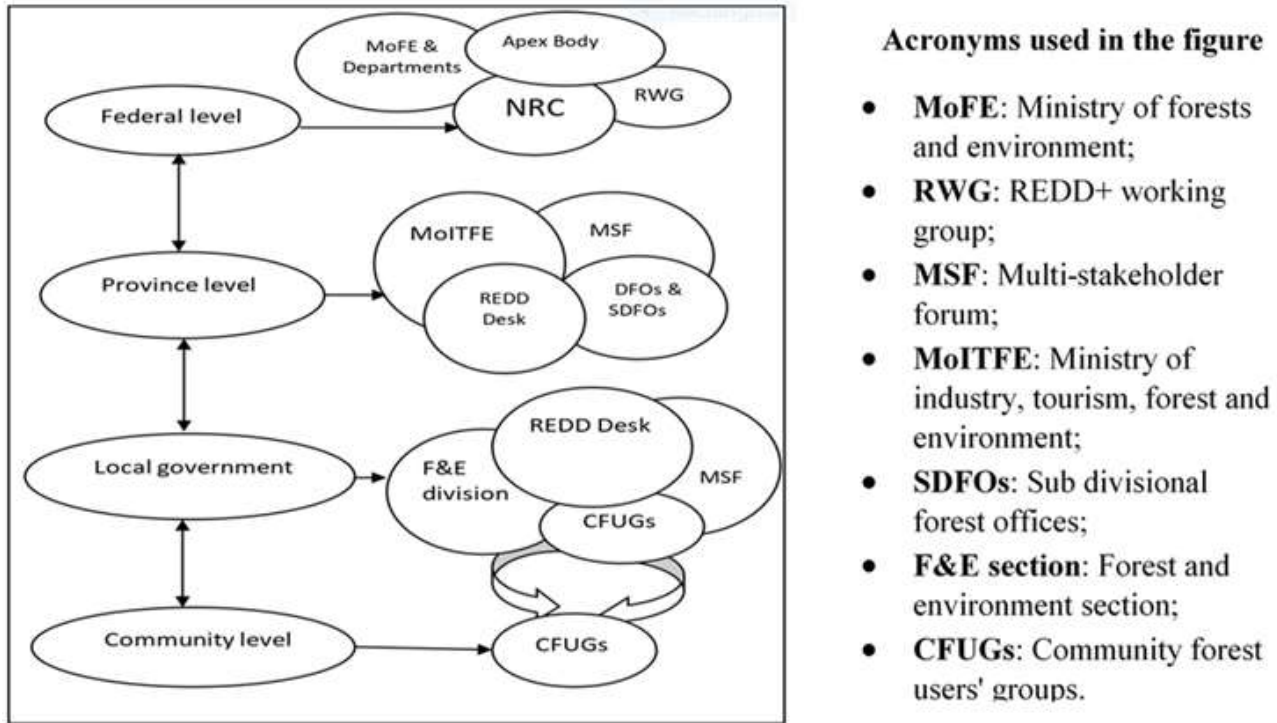 MoFE &
Departments
Apex Body
NRC
RWG
Federal level
MoITFE
MSF
Province level
REDD
Desk
DFOs &
SDFOs
REDD Desk
Local government
F&E
division
MSF
CFUGs
Community level
CFUGs
Acronyms used in the figure
• MoFE: Ministry of forests
and environment;
• RWG: REDD+ working
group;
• MSF: Multi-stakeholder
forum;
• MoITFE: Ministry of
industry, tourism, forest and
environment;
• SDFOs: Sub divisional
forest offices;
• F&E section: Forest and
environment section;
• CFUGs: Community forest
users' groups.